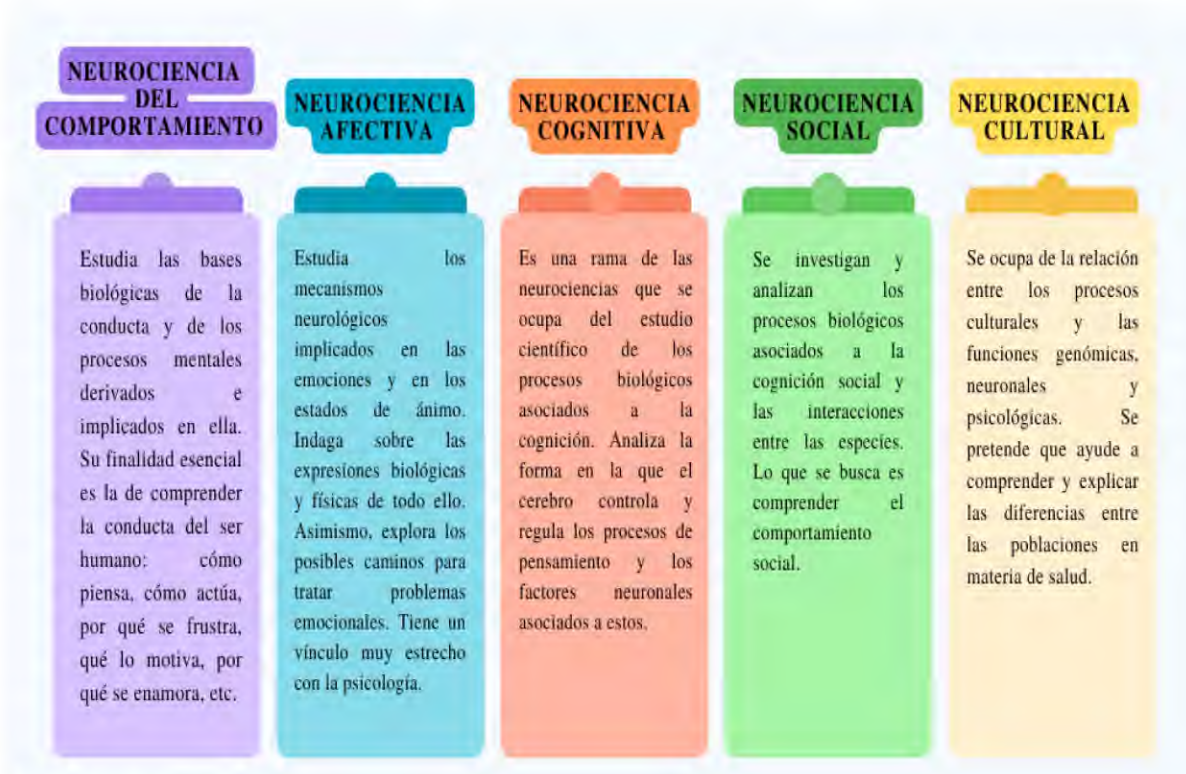 NEUROCIENCIA
DEL
COMPORTAMIENTO
Estudia las bases
biológicas de la
conducta y de los
procesos mentales
derivados e
implicados en ella.
Su finalidad esencial
es la de comprender
la conducta del ser
humano: cómo
piensa, cómo actúa,
por qué se frustra,
qué lo motiva, por
qué se enamora, etc.
NEUROCIENCIA
AFECTIVA
Estudia los
mecanismos
neurológicos
implicados en las
emociones y en los
estados de ánimo.
Indaga sobre las
expresiones biológicas
y físicas de todo ello.
Asimismo, explora los
posibles caminos para
tratar problemas
emocionales. Tiene un
vínculo muy estrecho
con la psicología.
NEUROCIENCIA
COGNITIVA
Es una rama de las
neurociencias que se
ocupa del estudio
científico de los
procesos biológicos
asociados a la
cognición. Analiza la
forma en la que el
cerebro controla y
regula los procesos de
pensamiento y los
factores neuronales
asociados a estos.
NEUROCIENCIA
SOCIAL
Se investigan y
analizan los
procesos biológicos
asociados a la
cognición social y
las interacciones
entre las especíes.
Lo que se busca es
comprender el
comportamiento
social.
NEUROCIENCIA
CULTURAL
Se ocupa de la relación
entre los procesos
culturales y las
funciones genómicas,
neuronales y
psicológicas. Se
pretende que ayude a
comprender y explicar
las diferencias entre
las poblaciones en
materia de salud.